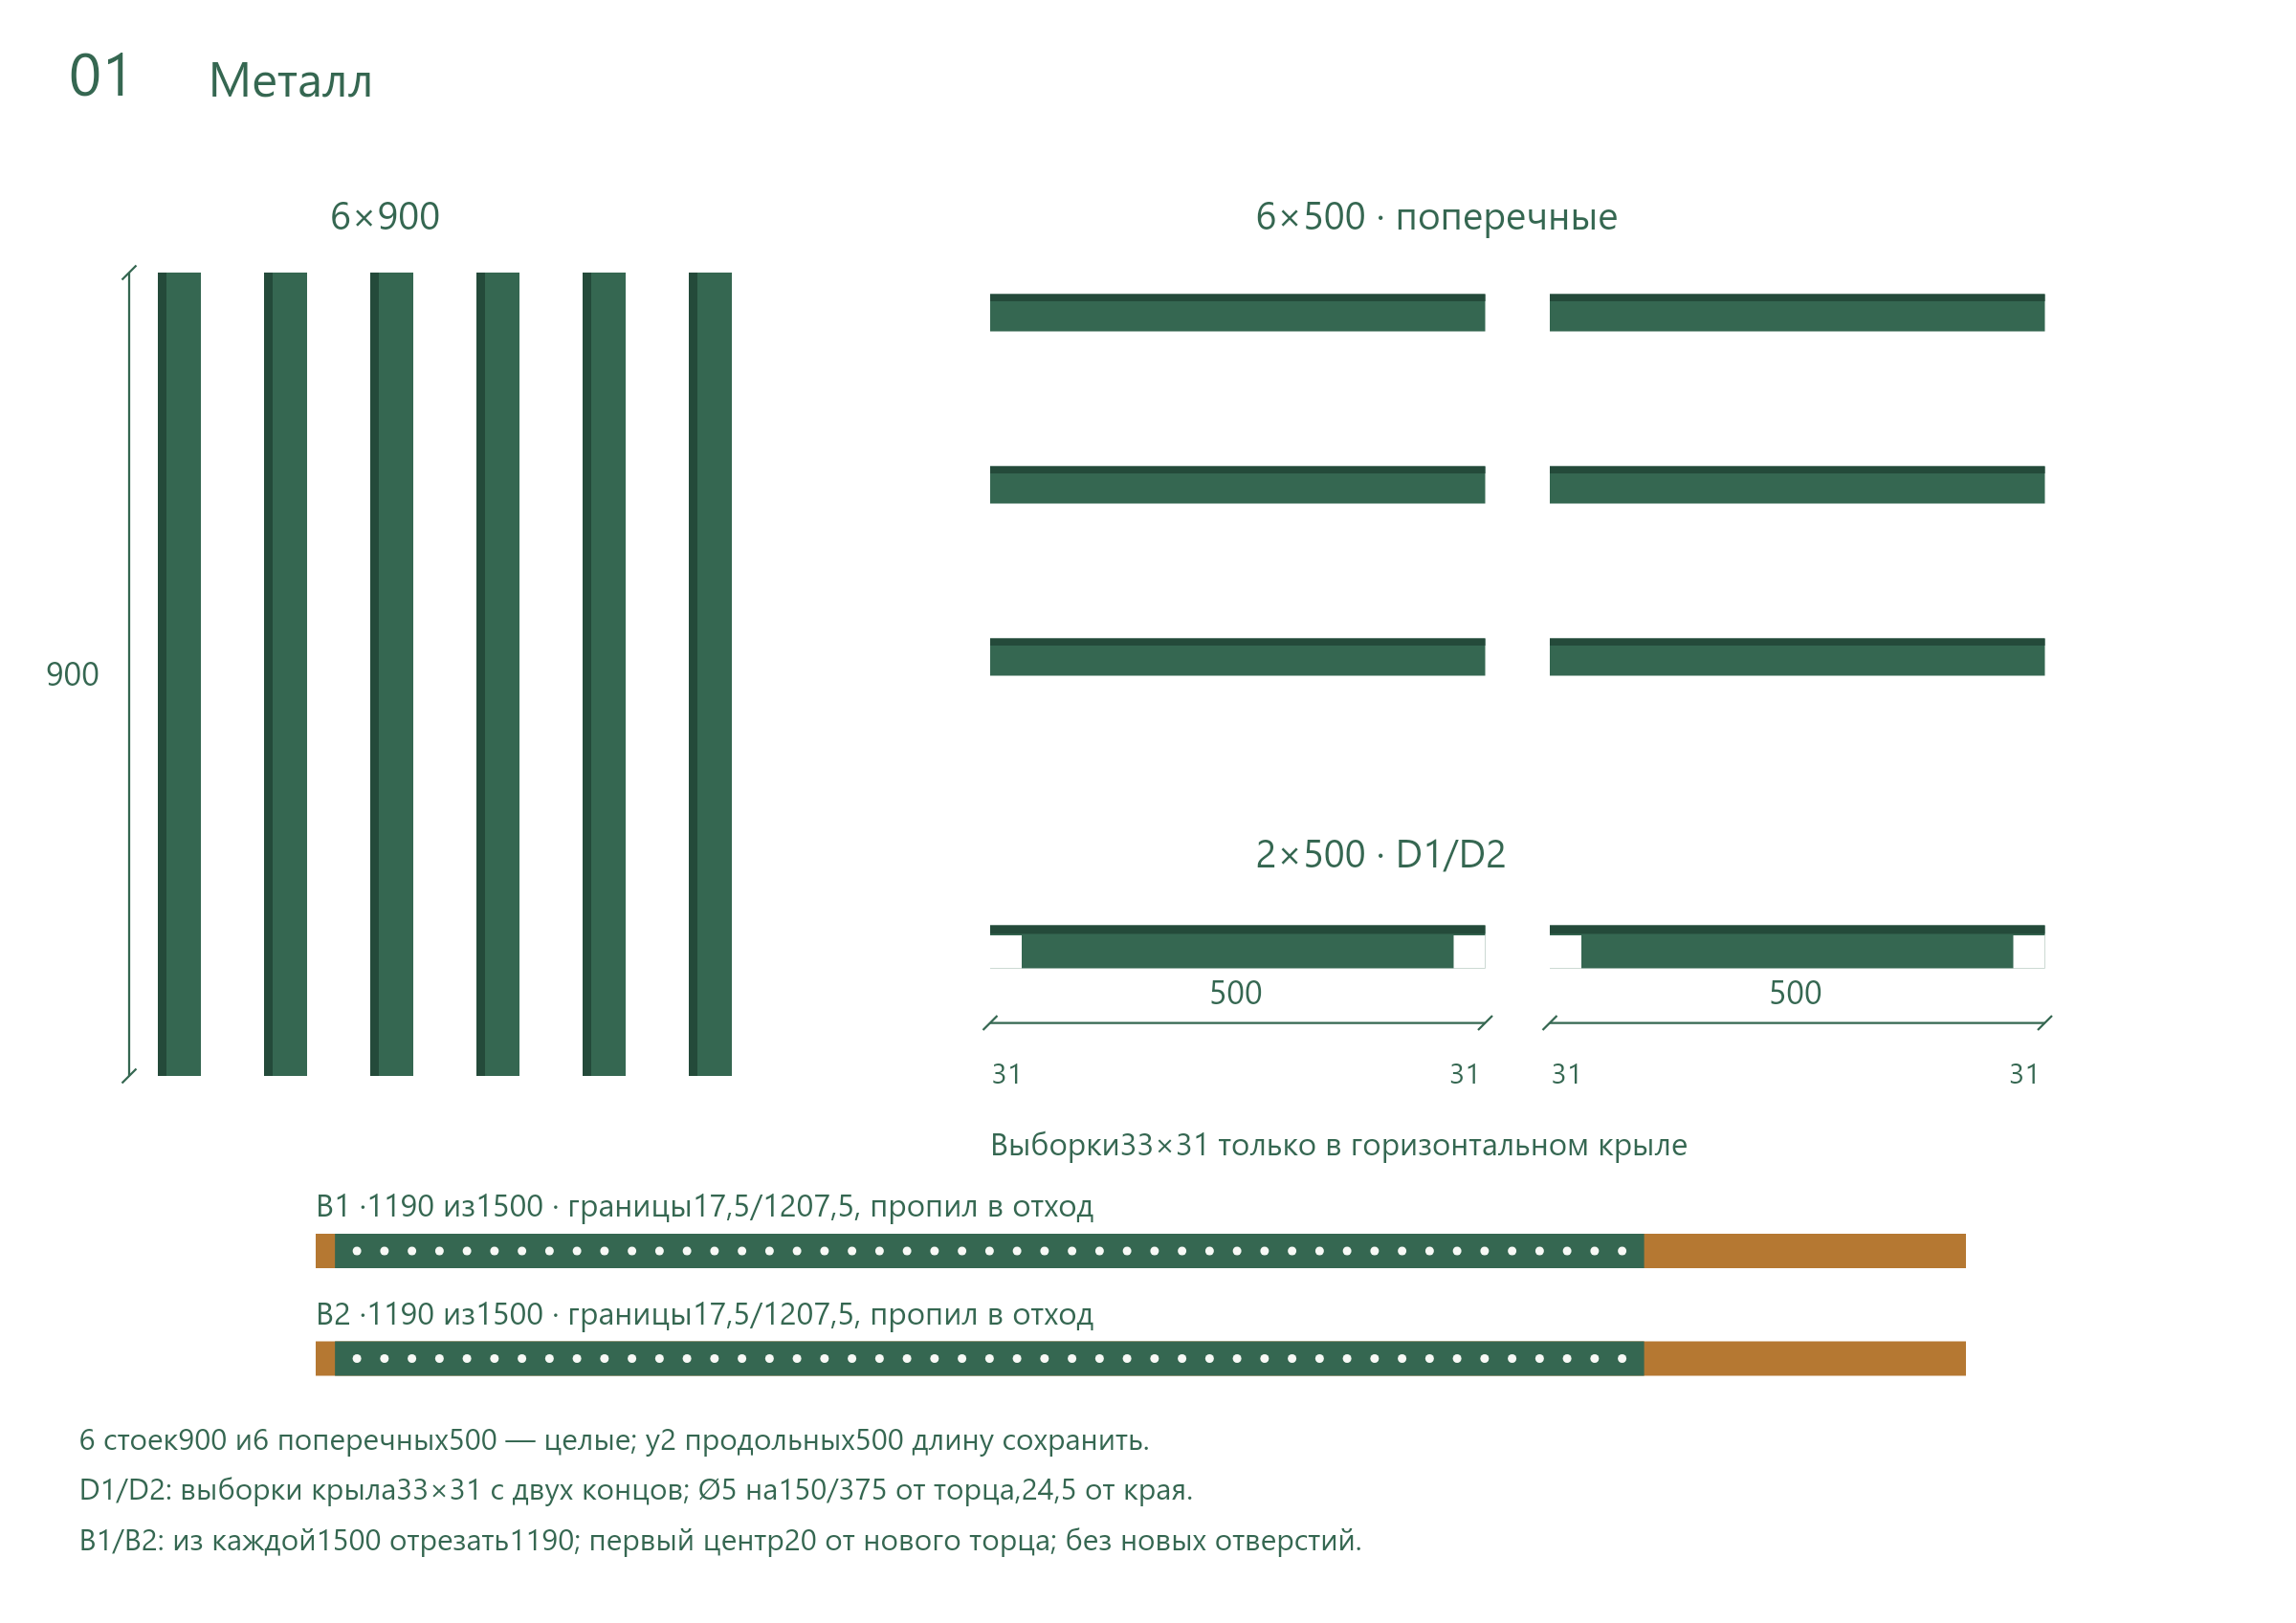 01 Металл
6×900
6×500 · поперечные
900
2×500 · D1/D2
500 500
31 31 31 31
Выборки33×31 только в горизонтальном крыле
B1 ·1190 из1500 · границы17,5/1207,5, пропил в отход
B2 ·1190 из1500 · границы17,5/1207,5, пропил в отход
6 стоек900 и6 поперечных500 — целые; у2 продольных500 длину сохранить.
D1/D2: выборки крыла33×31 с двух концов; Ø5 на150/375 от торца,24,5 от края.
B1/B2: из каждой1500 отрезать1190; первый центр20 от нового торца; без новых отверстий.